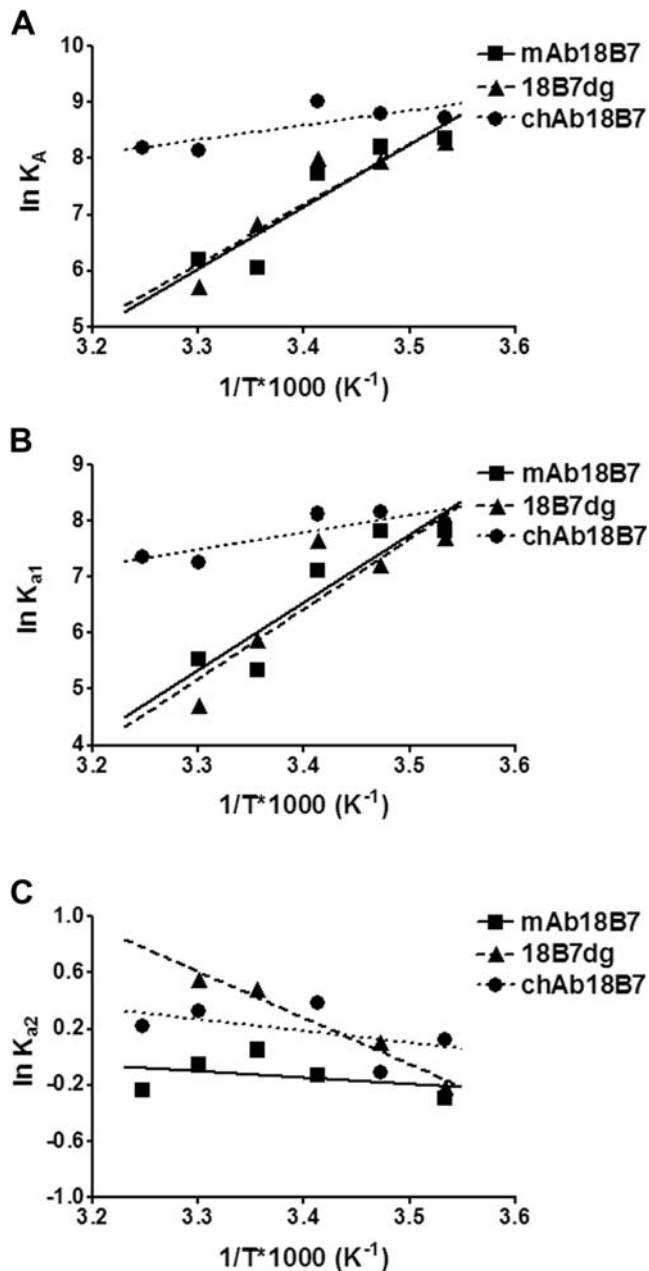 A
10
9
8
7
6
5
ln K_A
3.2 3.3 3.4 3.5 3.6
1/T*1000 (K⁻¹)
mAb18B7
18B7dg
chAb18B7
B
9
8
7
6
5
4
ln K_a1
3.2 3.3 3.4 3.5 3.6
1/T*1000 (K⁻¹)
mAb18B7
18B7dg
chAb18B7
C
1.0
0.6
0.2
-0.2
-0.6
-1.0
ln K_a2
3.2 3.3 3.4 3.5 3.6
1/T*1000 (K⁻¹)
mAb18B7
18B7dg
chAb18B7